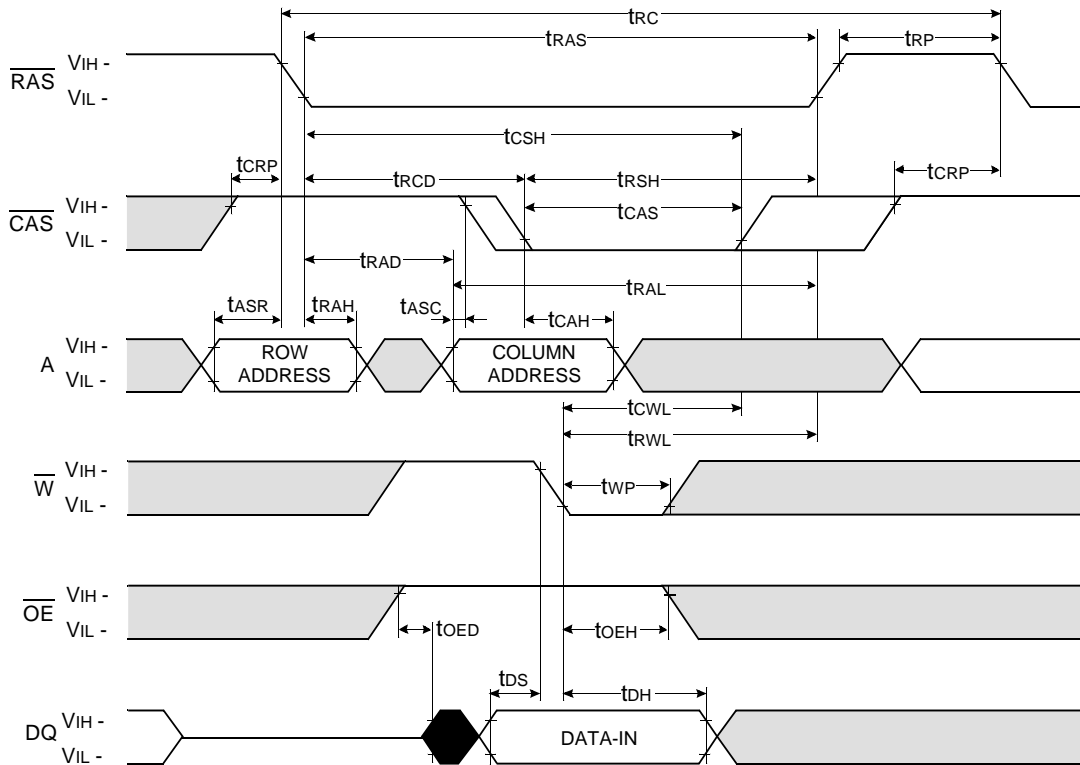 tRC
tRAS
tRP
RAS
VIH -
VIL -
tCSH
tCRP
tRCD
tRSH
tCRP
CAS
VIH -
VIL -
tCAS
tRAD
tRAL
tASR
tRAH
tASC
tCAH
A
VIH -
VIL -
ROW
ADDRESS
COLUMN
ADDRESS
tCWL
tRWL
W
VIH -
VIL -
tWP
OE
VIH -
VIL -
tOED
tOEH
tDS
tDH
DQ
VIH -
VIL -
DATA-IN